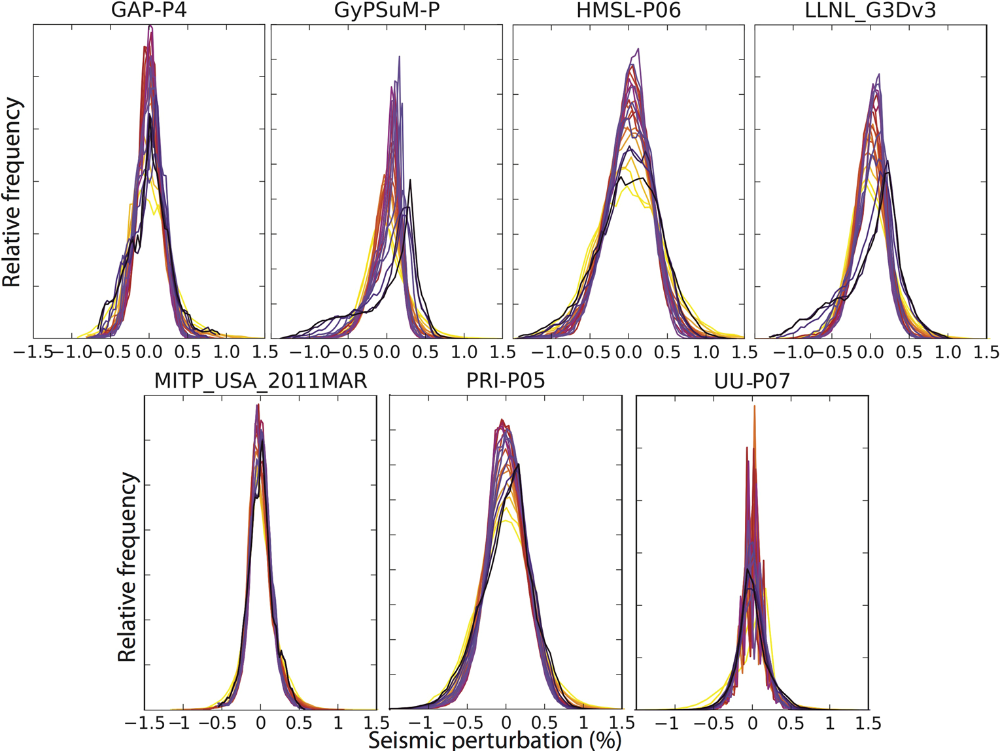 GAP-P4 GyPSuM-P HMSL-P06 LLNL_G3Dv3
Relative frequency
−1.5 −1.0 −0.5 0.0 0.5 1.0 1.5 −1.0 −0.5 0.0 0.5 1.0 1.5 −1.0 −0.5 0.0 0.5 1.0 1.5 −1.0 −0.5 0.0 0.5 1.0 1.5
MITP_USA_2011MAR PRI-P05 UU-P07
Relative frequency
−1.5 −1 −0.5 0 0.5 1 1.5 −1 −0.5 0 0.5 1 1.5 −1 −0.5 0 0.5 1 1.5
Seismic perturbation (%)